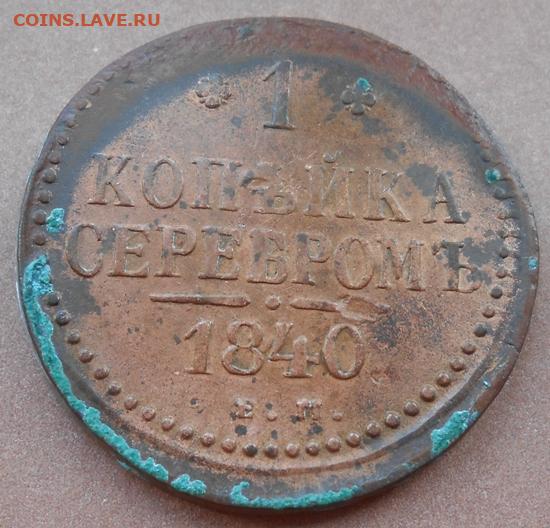 COINS.LAVE.RU
1
КОПѢЙКА
СЕРЕБРОМЪ
1840
Е. М.